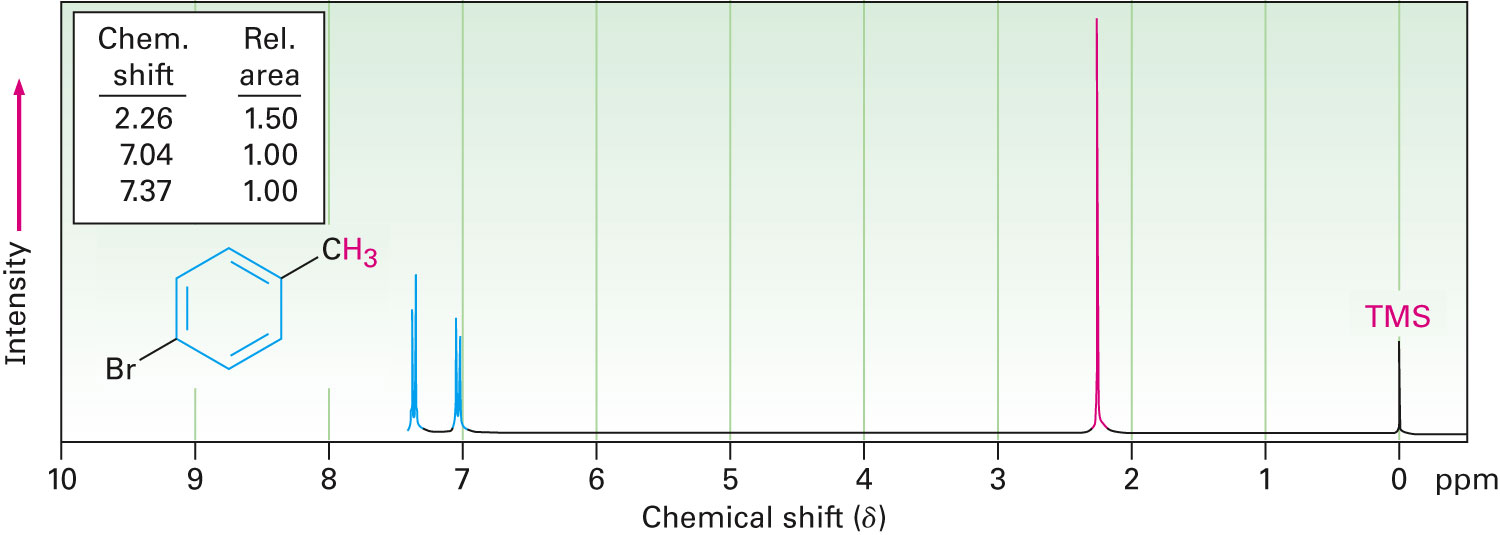 Chem. shift Rel. area
2.26 1.50
7.04 1.00
7.37 1.00
CH3
Br
TMS
Intensity
10 9 8 7 6 5 4 3 2 1 0 ppm
Chemical shift (δ)